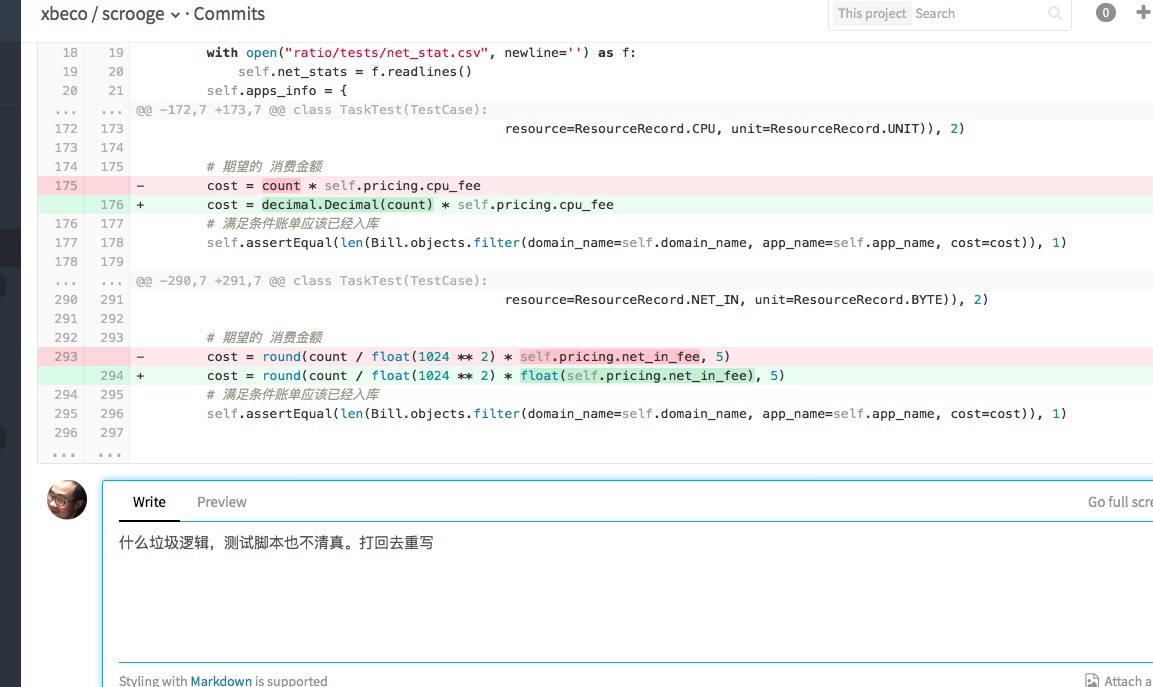 xbeco / scrooge · Commits
This project Search 0
18 19 with open("ratio/tests/net_stat.csv", newline='') as f:
19 20 self.net_stats = f.readlines()
20 21 self.apps_info = {
... ... @@ -172,7 +173,7 @@ class TaskTest(TestCase):
172 173 resource=ResourceRecord.CPU, unit=ResourceRecord.UNIT)), 2)
173 174
174 175 # 期望的 消费金额
175 - cost = count * self.pricing.cpu_fee
176 + cost = decimal.Decimal(count) * self.pricing.cpu_fee
176 177 # 满足条件账单应该已经入库
177 178 self.assertEqual(len(Bill.objects.filter(domain_name=self.domain_name, app_name=self.app_name, cost=cost)), 1)
178 179
... ... @@ -290,7 +291,7 @@ class TaskTest(TestCase):
290 291 resource=ResourceRecord.NET_IN, unit=ResourceRecord.BYTE)), 2)
291 292
292 293 # 期望的 消费金额
293 - cost = round(count / float(1024 ** 2) * self.pricing.net_in_fee, 5)
294 + cost = round(count / float(1024 ** 2) * float(self.pricing.net_in_fee), 5)
294 295 # 满足条件账单应该已经入库
295 296 self.assertEqual(len(Bill.objects.filter(domain_name=self.domain_name, app_name=self.app_name, cost=cost)), 1)
296 297
... ...
Write Preview Go full scre
什么垃圾逻辑，测试脚本也不清真。打回去重写
Styling with Markdown is supported Attach a